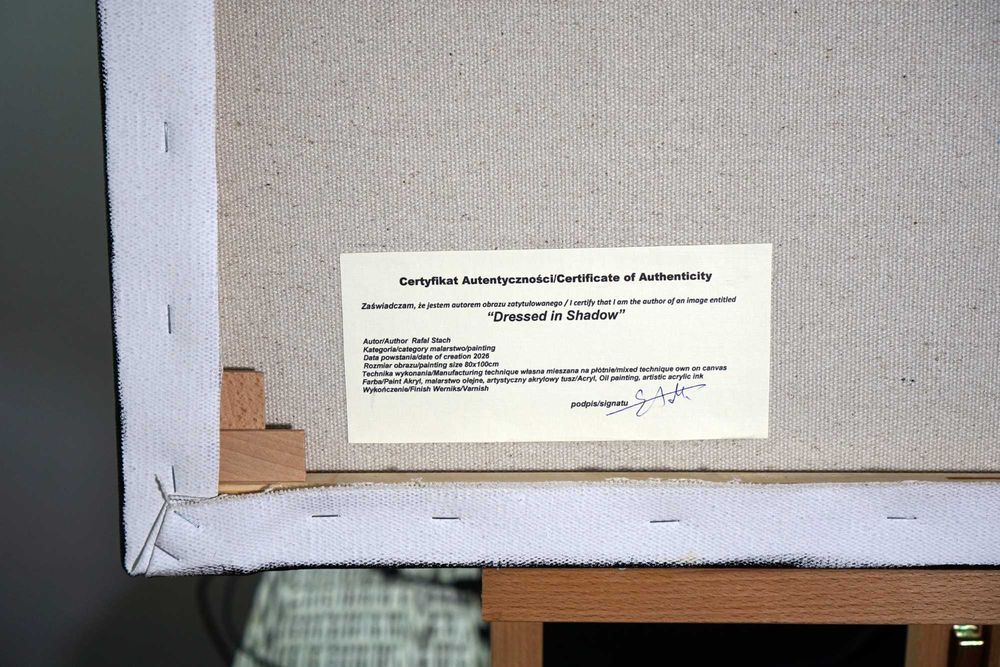 Certyfikat Autentyczności/Certificate of Authenticity
Zaświadczam, że jestem autorem obrazu zatytułowanego / I certify that I am the author of an image entitled
“Dressed in Shadow”
Autor/Author Rafał Stach
Kategoria/category malarstwo/painting
Data powstania/date of creation 2026
Rozmiar obrazu/painting size 80x100cm
Technika wykonania/Manufacturing technique własna mieszana na płótnie/mixed technique own on canvas
Farba/Paint Akryl, malarstwo olejne, artystyczny akrylowy tusz/Acryl, Oil painting, artistic acrylic ink
Wykończenie/Finish Werniks/Varnish
podpis/signatu